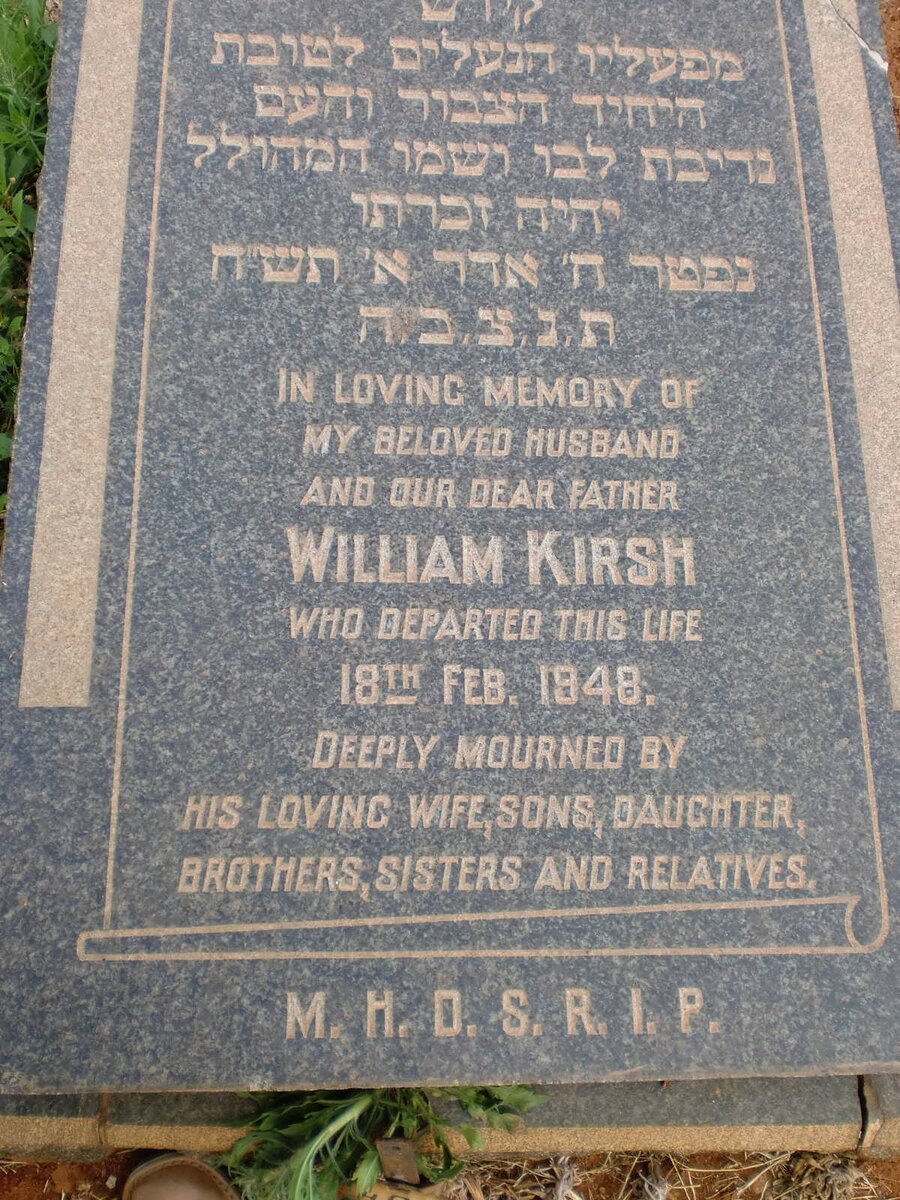 קירש
מפעליו הנעלים לטובת
היחיד הצבור והעם
נדיבת לבו ושמו המהולל
יהיה זכרתו
נפטר ח' אדר א' תש"ח
ת,נ,צ,ב,ה
IN LOVING MEMORY OF
MY BELOVED HUSBAND
AND OUR DEAR FATHER
WILLIAM KIRSH
WHO DEPARTED THIS LIFE
18TH FEB. 1948.
DEEPLY MOURNED BY
HIS LOVING WIFE, SONS, DAUGHTER,
BROTHERS, SISTERS AND RELATIVES.
M. H. D. S. R. I. P.